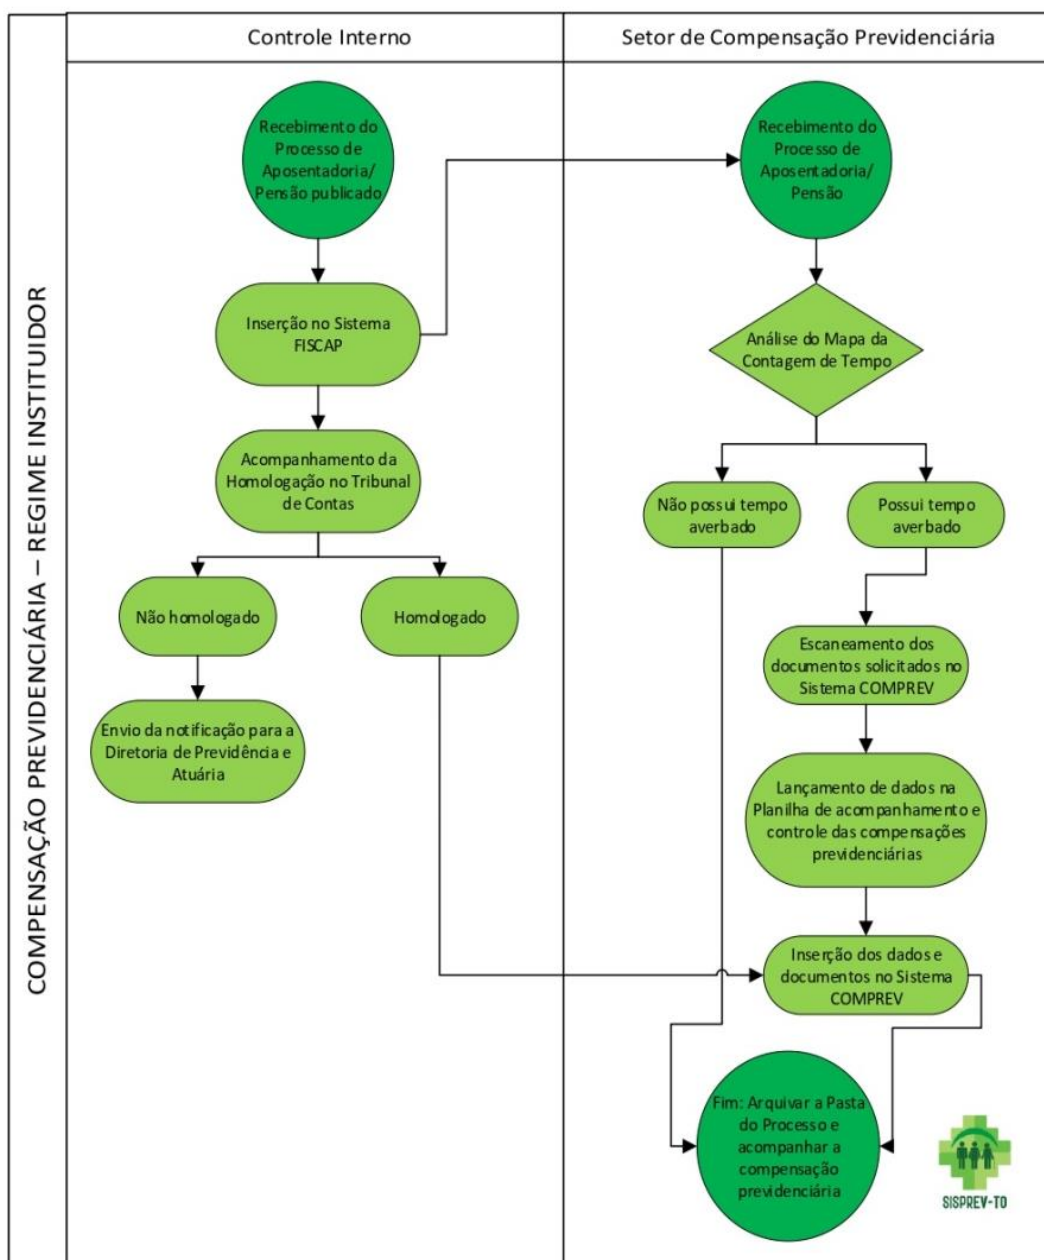 COMPENSAÇÃO PREVIDENCIÁRIA – REGIME INSTITUIDOR
Controle Interno
Recebimento do
Processo de
Aposentadoria/
Pensão publicado
Inserção no Sistema
FISCAP
Acompanhamento da
Homologação no Tribunal
de Contas
Não homologado
Homologado
Envio da notificação para a
Diretoria de Previdência e
Atuária
Setor de Compensação Previdenciária
Recebimento do
Processo de
Aposentadoria/
Pensão
Análise do Mapa da
Contagem de Tempo
Não possui tempo
averbado
Possui tempo
averbado
Escaneamento dos
documentos solicitados no
Sistema COMPREV
Lançamento de dados na
Planilha de acompanhamento e
controle das compensações
previdenciárias
Inserção dos dados e
documentos no Sistema
COMPREV
Fim: Arquivar a Pasta
do Processo e
acompanhar a
compensação
previdenciária
SISPREV-TO